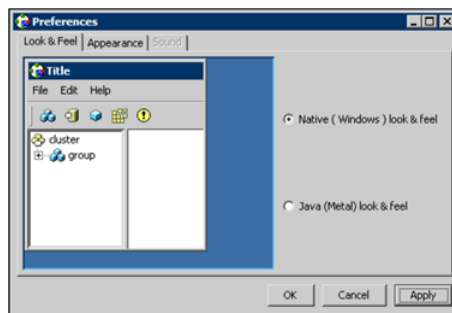 Preferences
Look & Feel Appearance Sound
Title
File Edit Help
cluster
group
Native ( Windows ) look & feel
Java (Metal) look & feel
OK Cancel Apply